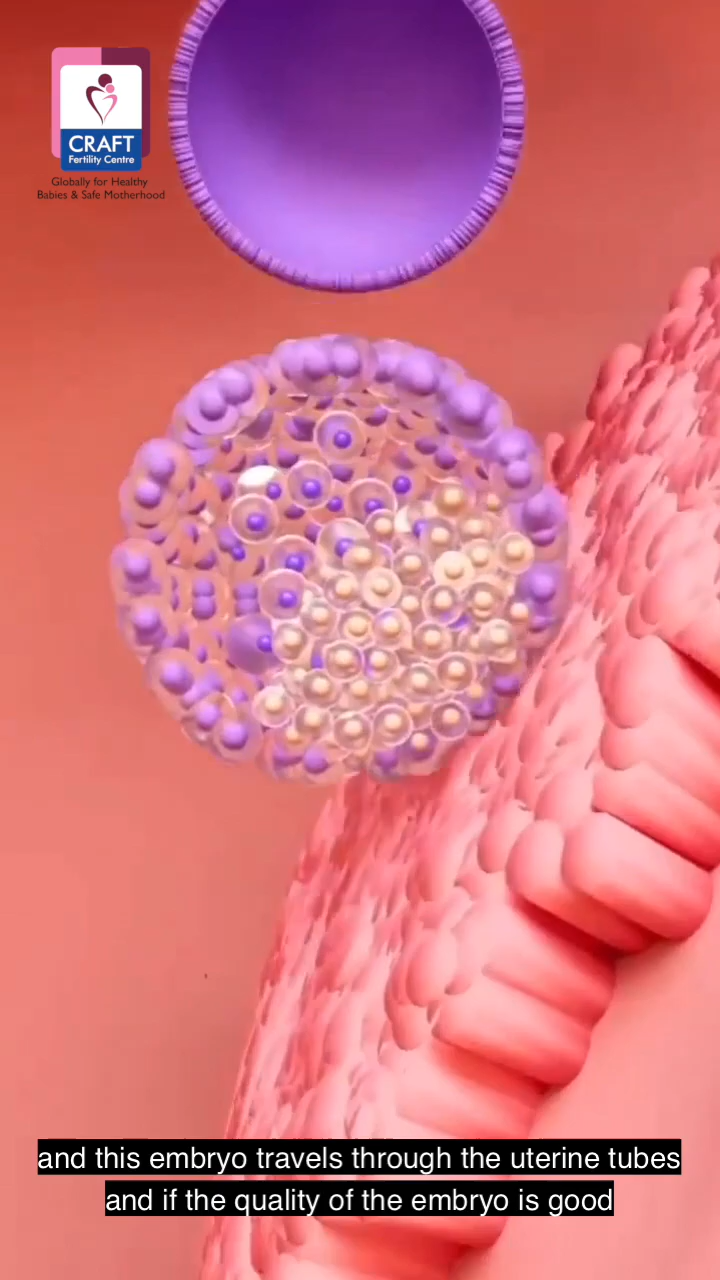 CRAFT
Fertility Centre
Globally for Healthy
Babies & Safe Motherhood
and this embryo travels through the uterine tubes
and if the quality of the embryo is good